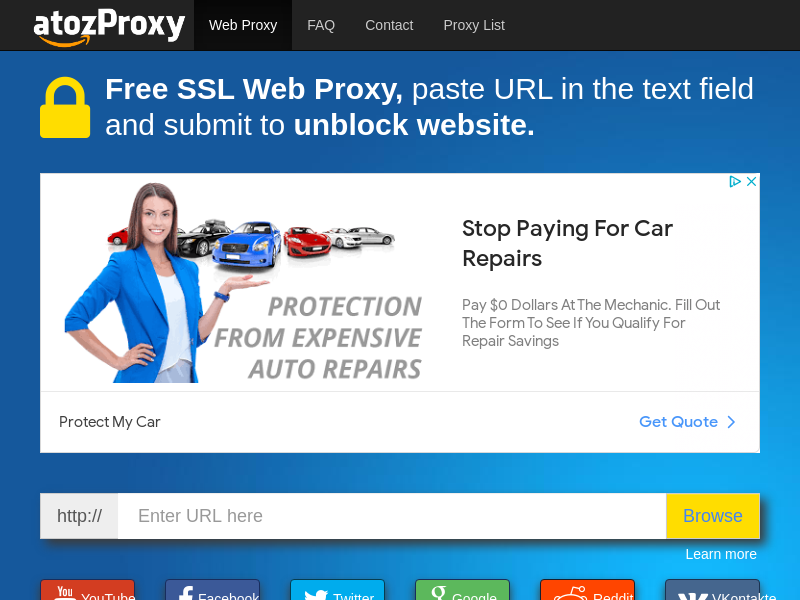 atozProxy Web Proxy FAQ Contact Proxy List
Free SSL Web Proxy, paste URL in the text field
and submit to unblock website.
PROTECTION
FROM EXPENSIVE
AUTO REPAIRS
Stop Paying For Car
Repairs
Pay $0 Dollars At The Mechanic. Fill Out
The Form To See If You Qualify For
Repair Savings
Protect My Car Get Quote
http:// Enter URL here Browse
Learn more
You YouTube Facebook Twitter Google Reddit VKontakte